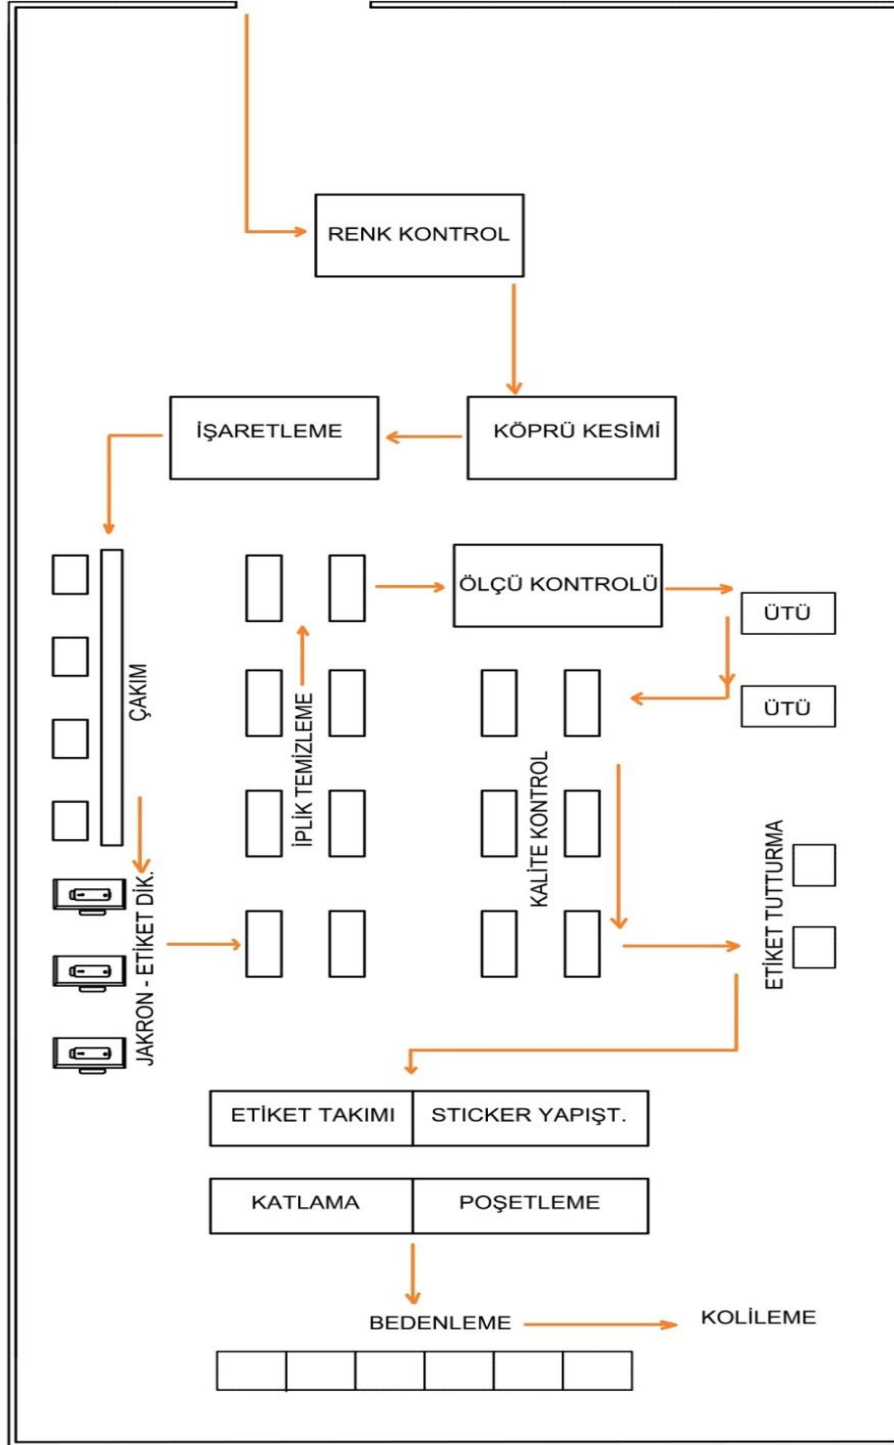 RENK KONTROL
İŞARETLEME
KÖPRÜ KESİMİ
ÖLÇÜ KONTROLÜ
ÜTÜ
ÜTÜ
ÇAKIM
İPLİK TEMİZLEME
KALİTE KONTROL
ETİKET TUTTURMA
JAKRON - ETİKET DİK.
ETİKET TAKIMI
STICKER YAPIŞT.
KATLAMA
POŞETLEME
BEDENLEME
KOLİLEME